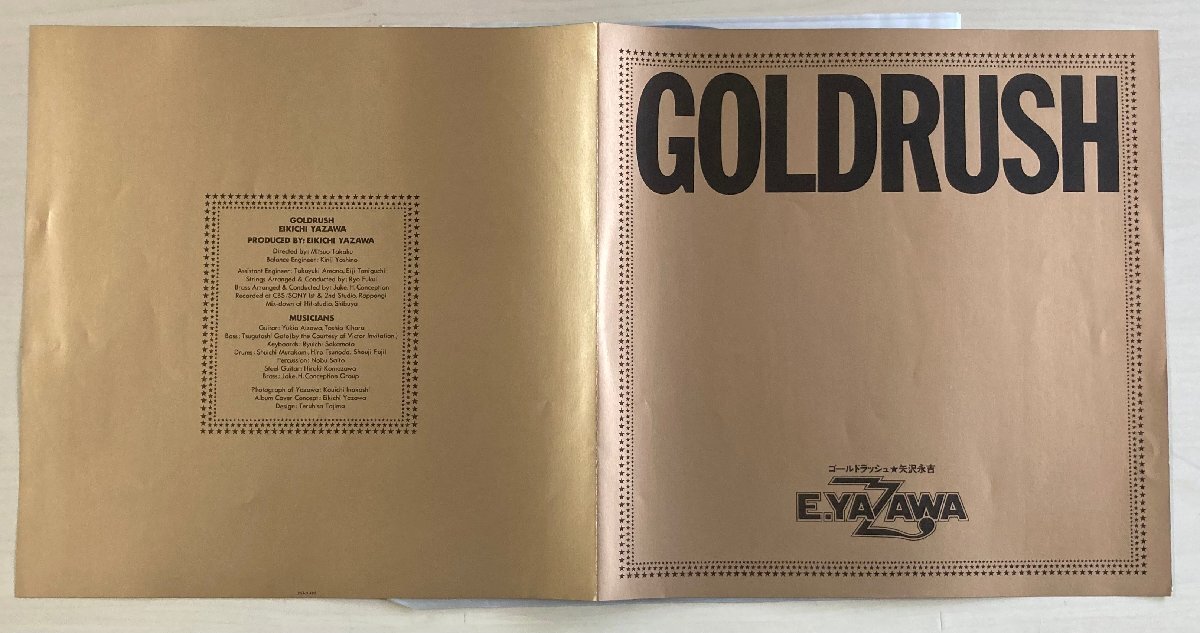 GOLDRUSH
EIKICHI YAZAWA
PRODUCED BY: EIKICHI YAZAWA
Directed by: Mitsuo Takaku
Balance Engineer: Kinji Yoshino
Assistant Engineer: Takayuki Amano, Eiji Taniguchi
Strings Arranged & Conducted by: Ryo Fukui
Brass Arranged & Conducted by: Jake. H. Conception
Recorded at CBS/SONY 1st & 2nd Studio, Roppongi
Mix-down at Hit-studio, Shibuya
MUSICIANS
Guitar: Yukio Aizawa, Toshio Kihara
Bass: Tsugutoshi Goto (by the Courtesy of Victor Invitation)
Keyboards: Ryuichi Sakamoto
Drums: Shuichi Murakami, Hiro Tsunoda, Shouji Fujii
Percussion: Nobu Saito
Steel Guitar: Hiroki Komazawa
Brass: Jake. H. Conception Group
Photograph of Yazawa: Kouichi Inakoshi
Album Cover Concept: Eikichi Yazawa
Design: Teruhisa Tajima
GOLDRUSH
ゴールドラッシュ★矢沢永吉
E.YAZAWA